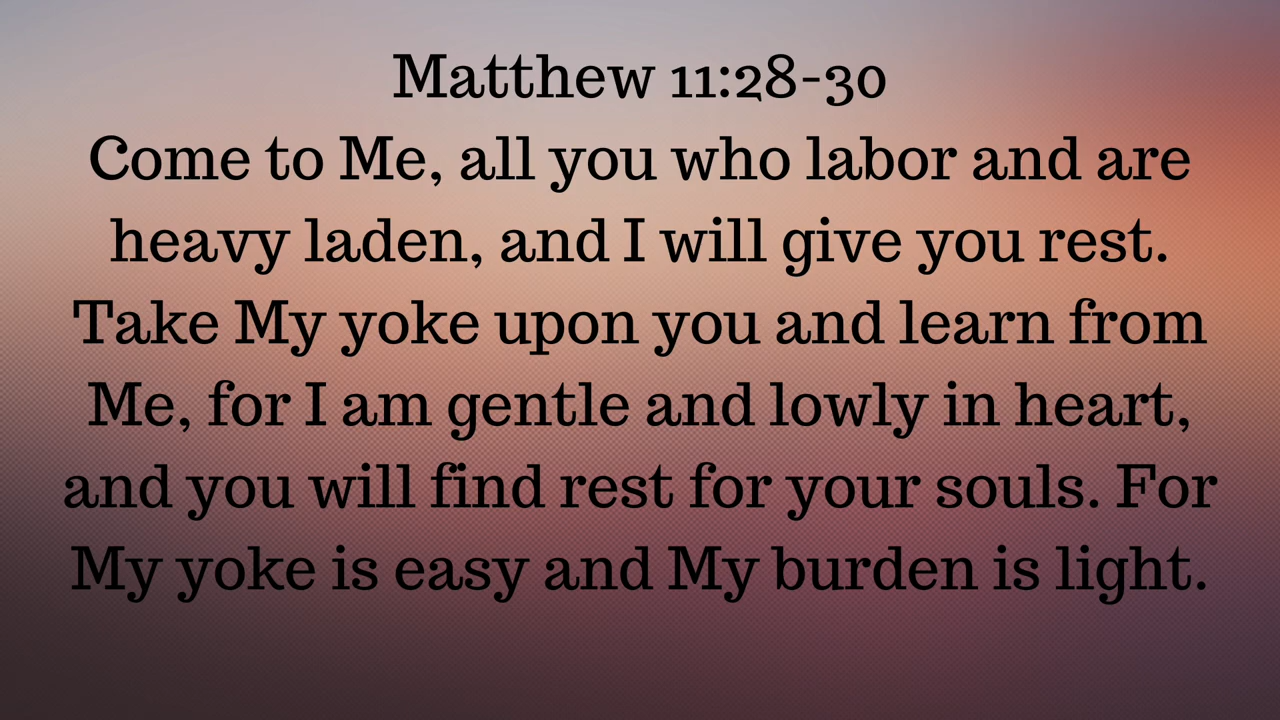 Matthew 11:28-30
Come to Me, all you who labor and are
heavy laden, and I will give you rest.
Take My yoke upon you and learn from
Me, for I am gentle and lowly in heart,
and you will find rest for your souls. For
My yoke is easy and My burden is light.